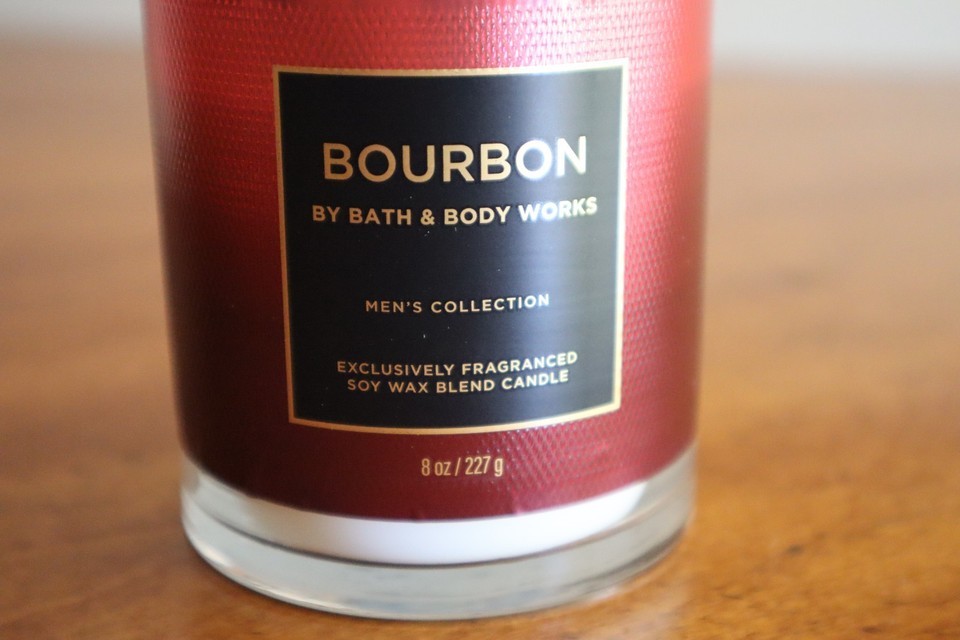 BOURBON
BY BATH & BODY WORKS
MEN'S COLLECTION
EXCLUSIVELY FRAGRANCED
SOY WAX BLEND CANDLE
8 oz / 227 g